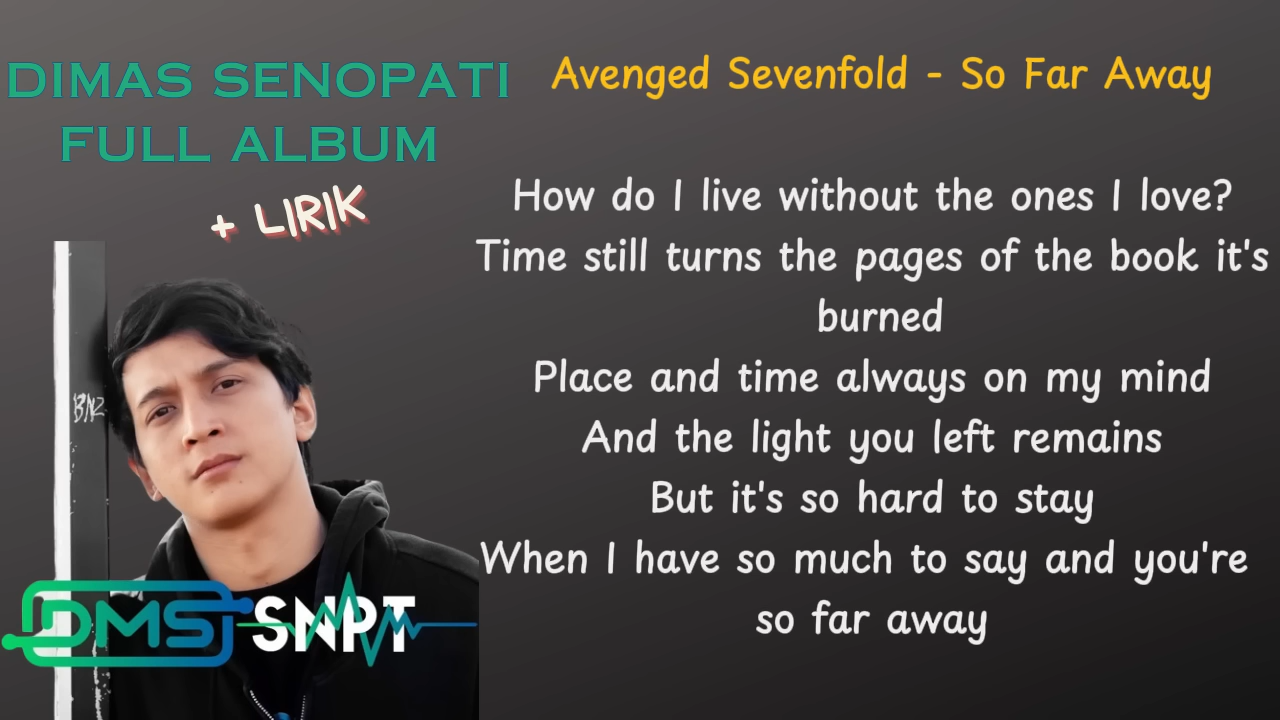 DIMAS SENOPATI
FULL ALBUM
+ LIRIK
BNZ
DMS SNPT
Avenged Sevenfold - So Far Away
How do I live without the ones I love?
Time still turns the pages of the book it's
burned
Place and time always on my mind
And the light you left remains
But it's so hard to stay
When I have so much to say and you're
so far away